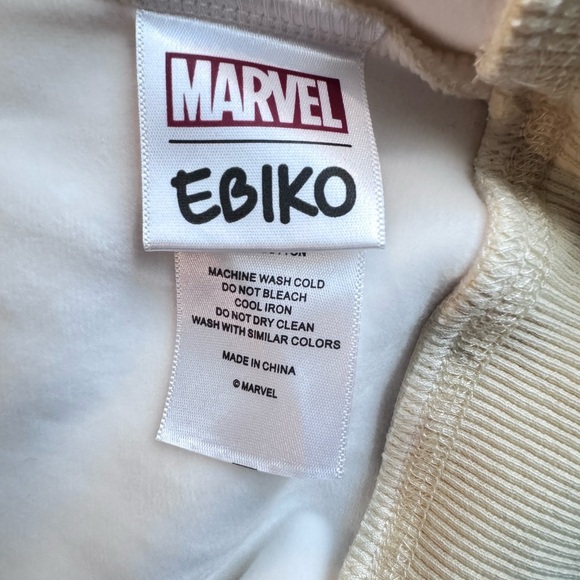 MARVEL
EBIKO
MACHINE WASH COLD
DO NOT BLEACH
COOL IRON
DO NOT DRY CLEAN
WASH WITH SIMILAR COLORS
MADE IN CHINA
© MARVEL